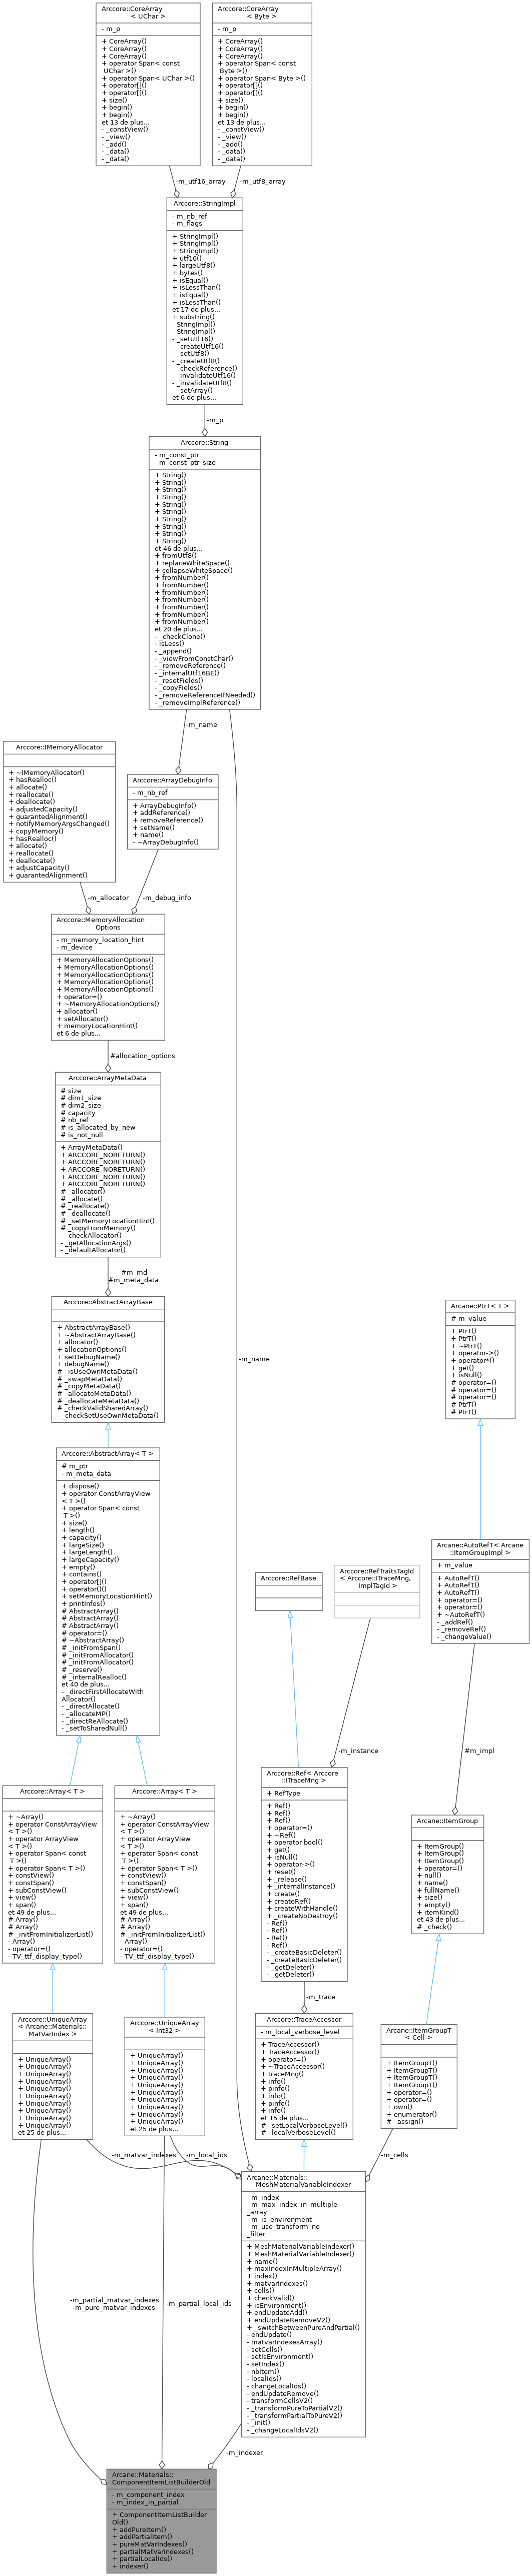 Arccore::CoreArray
< UChar >
- m_p
+ CoreArray()
+ CoreArray()
+ CoreArray()
+ operator Span< const
UChar >()
+ operator Span< UChar >()
+ operator[]()
+ operator[]()
+ size()
+ begin()
+ begin()
et 13 de plus...
- _constView()
- _view()
- _add()
- _data()
- _data()
Arccore::CoreArray
< Byte >
- m_p
+ CoreArray()
+ CoreArray()
+ CoreArray()
+ operator Span< const
Byte >()
+ operator Span< Byte >()
+ operator[]()
+ operator[]()
+ size()
+ begin()
+ begin()
et 13 de plus...
- _constView()
- _view()
- _add()
- _data()
- _data()
-m_utf16_array
-m_utf8_array
Arccore::StringImpl
- m_nb_ref
- m_flags
+ StringImpl()
+ StringImpl()
+ StringImpl()
+ utf16()
+ largeUtf8()
+ bytes()
+ isEqual()
+ isLessThan()
+ isEqual()
+ isLessThan()
et 17 de plus...
+ substring()
- StringImpl()
- StringImpl()
- _setUtf16()
- _createUtf16()
- _setUtf8()
- _createUtf8()
- _checkReference()
- _invalidateUtf16()
- _invalidateUtf8()
- _setArray()
et 6 de plus...
-m_p
Arccore::String
- m_const_ptr
- m_const_ptr_size
+ String()
+ String()
+ String()
+ String()
+ String()
+ String()
+ String()
+ String()
+ String()
+ String()
et 46 de plus...
+ fromUtf8()
+ replaceWhiteSpace()
+ collapseWhiteSpace()
+ fromNumber()
+ fromNumber()
+ fromNumber()
+ fromNumber()
+ fromNumber()
+ fromNumber()
+ fromNumber()
et 20 de plus...
- _checkClone()
- isLess()
- _append()
- _viewFromConstChar()
- _removeReference()
- _internalUtf16BE()
- _resetFields()
- _copyFields()
- _removeReferenceIfNeeded()
- _removeImplReference()
-m_name
Arccore::IMemoryAllocator
+ ~IMemoryAllocator()
+ hasRealloc()
+ allocate()
+ reallocate()
+ deallocate()
+ adjustedCapacity()
+ guarantedAlignment()
+ notifyMemoryArgsChanged()
+ copyMemory()
+ hasRealloc()
+ allocate()
+ reallocate()
+ deallocate()
+ adjustCapacity()
+ guarantedAlignment()
Arccore::ArrayDebugInfo
- m_nb_ref
+ ArrayDebugInfo()
+ addReference()
+ removeReference()
+ setName()
+ name()
- ~ArrayDebugInfo()
-m_allocator
-m_debug_info
Arccore::MemoryAllocation
Options
- m_memory_location_hint
- m_device
+ MemoryAllocationOptions()
+ MemoryAllocationOptions()
+ MemoryAllocationOptions()
+ MemoryAllocationOptions()
+ MemoryAllocationOptions()
+ operator=()
+ ~MemoryAllocationOptions()
+ allocator()
+ setAllocator()
+ memoryLocationHint()
et 6 de plus...
#allocation_options
Arccore::ArrayMetaData
# size
# dim1_size
# dim2_size
# capacity
# nb_ref
# is_allocated_by_new
# is_not_null
+ ArrayMetaData()
+ ARCCORE_NORETURN()
+ ARCCORE_NORETURN()
+ ARCCORE_NORETURN()
+ ARCCORE_NORETURN()
+ ARCCORE_NORETURN()
# _allocator()
# _allocate()
# _reallocate()
# _deallocate()
# _setMemoryLocationHint()
# _copyFromMemory()
- _checkAllocator()
- _getAllocationArgs()
- _defaultAllocator()
#m_md
#m_meta_data
Arccore::AbstractArrayBase
+ AbstractArrayBase()
+ ~AbstractArrayBase()
+ allocator()
+ allocationOptions()
+ setDebugName()
+ debugName()
# _isUseOwnMetaData()
# _swapMetaData()
# _copyMetaData()
# _allocateMetaData()
# _deallocateMetaData()
# _checkValidSharedArray()
- _checkSetUseOwnMetaData()
-m_name
Arccore::AbstractArray< T >
# m_ptr
- m_meta_data
+ dispose()
+ operator ConstArrayView
< T >()
+ operator Span< const
T >()
+ size()
+ length()
+ capacity()
+ largeSize()
+ largeLength()
+ largeCapacity()
+ empty()
+ contains()
+ operator[]()
+ operator()()
+ setMemoryLocationHint()
+ printInfos()
# AbstractArray()
# AbstractArray()
# AbstractArray()
# operator=()
# ~AbstractArray()
# _initFromSpan()
# _initFromAllocator()
# _initFromAllocator()
# _reserve()
# _internalRealloc()
et 40 de plus...
- _directFirstAllocateWith
Allocator()
- _directAllocate()
- _allocateMP()
- _directReAllocate()
- _setToSharedNull()
Arcane::PtrT< T >
# m_value
+ PtrT()
+ PtrT()
+ ~PtrT()
+ operator->()
+ operator*()
+ get()
+ isNull()
# operator=()
# operator=()
# operator=()
# PtrT()
# PtrT()
Arcane::AutoRefT< Arcane
::ItemGroupImpl >
+ m_value
+ AutoRefT()
+ AutoRefT()
+ AutoRefT()
+ operator=()
+ operator=()
+ ~AutoRefT()
- _addRef()
- _removeRef()
- _changeValue()
Arccore::RefBase
Arccore::RefTraitsTagId
< Arccore::ITraceMng,
ImplTagId >
-m_instance
#m_impl
Arccore::Array< T >
+ ~Array()
+ operator ConstArrayView
< T >()
+ operator ArrayView
< T >()
+ operator Span< const
T >()
+ operator Span< T >()
+ constView()
+ constSpan()
+ subConstView()
+ view()
+ span()
et 49 de plus...
# Array()
# Array()
# _initFromInitializerList()
- Array()
- operator=()
- TV_ttf_display_type()
Arccore::Array< T >
+ ~Array()
+ operator ConstArrayView
< T >()
+ operator ArrayView
< T >()
+ operator Span< const
T >()
+ operator Span< T >()
+ constView()
+ constSpan()
+ subConstView()
+ view()
+ span()
et 49 de plus...
# Array()
# Array()
# _initFromInitializerList()
- Array()
- operator=()
- TV_ttf_display_type()
Arccore::Ref< Arccore
::ITraceMng >
+ RefType
+ Ref()
+ Ref()
+ Ref()
+ operator=()
+ ~Ref()
+ operator bool()
+ get()
+ isNull()
+ operator->()
+ reset()
+ _release()
+ _internalInstance()
+ create()
+ createRef()
+ createWithHandle()
+ _createNoDestroy()
- Ref()
- Ref()
- Ref()
- Ref()
- _createBasicDeleter()
- _createBasicDeleter()
- _getDeleter()
- _getDeleter()
Arcane::ItemGroup
+ ItemGroup()
+ ItemGroup()
+ ItemGroup()
+ operator=()
+ null()
+ name()
+ fullName()
+ size()
+ empty()
+ itemKind()
et 43 de plus...
# _check()
-m_trace
Arccore::UniqueArray
< Arcane::Materials::
MatVarIndex >
+ UniqueArray()
+ UniqueArray()
+ UniqueArray()
+ UniqueArray()
+ UniqueArray()
+ UniqueArray()
+ UniqueArray()
+ UniqueArray()
+ UniqueArray()
+ UniqueArray()
et 25 de plus...
Arccore::UniqueArray
< Int32 >
+ UniqueArray()
+ UniqueArray()
+ UniqueArray()
+ UniqueArray()
+ UniqueArray()
+ UniqueArray()
+ UniqueArray()
+ UniqueArray()
+ UniqueArray()
+ UniqueArray()
et 25 de plus...
Arccore::TraceAccessor
- m_local_verbose_level
+ TraceAccessor()
+ TraceAccessor()
+ operator=()
+ ~TraceAccessor()
+ traceMng()
+ info()
+ pinfo()
+ info()
+ pinfo()
+ info()
et 15 de plus...
# _setLocalVerboseLevel()
# _localVerboseLevel()
Arcane::ItemGroupT
< Cell >
+ ItemGroupT()
+ ItemGroupT()
+ ItemGroupT()
+ ItemGroupT()
+ operator=()
+ operator=()
+ own()
+ enumerator()
# _assign()
-m_matvar_indexes
-m_local_ids
-m_cells
Arcane::Materials::
MeshMaterialVariableIndexer
- m_index
- m_max_index_in_multiple
_array
- m_is_environment
- m_use_transform_no
_filter
+ MeshMaterialVariableIndexer()
+ MeshMaterialVariableIndexer()
+ name()
+ maxIndexInMultipleArray()
+ index()
+ matvarIndexes()
+ cells()
+ checkValid()
+ isEnvironment()
+ endUpdateAdd()
+ endUpdateRemoveV2()
+ _switchBetweenPureAndPartial()
- endUpdate()
- matvarIndexesArray()
- setCells()
- setIsEnvironment()
- setIndex()
- nbItem()
- localIds()
- changeLocalIds()
- endUpdateRemove()
- transformCellsV2()
- _transformPureToPartialV2()
- _transformPartialToPureV2()
- _init()
- _changeLocalIdsV2()
-m_partial_matvar_indexes
-m_pure_matvar_indexes
-m_partial_local_ids
-m_indexer
Arcane::Materials::
ComponentItemListBuilderOld
- m_component_index
- m_index_in_partial
+ ComponentItemListBuilder
Old()
+ addPureItem()
+ addPartialItem()
+ pureMatVarIndexes()
+ partialMatVarIndexes()
+ partialLocalIds()
+ indexer()